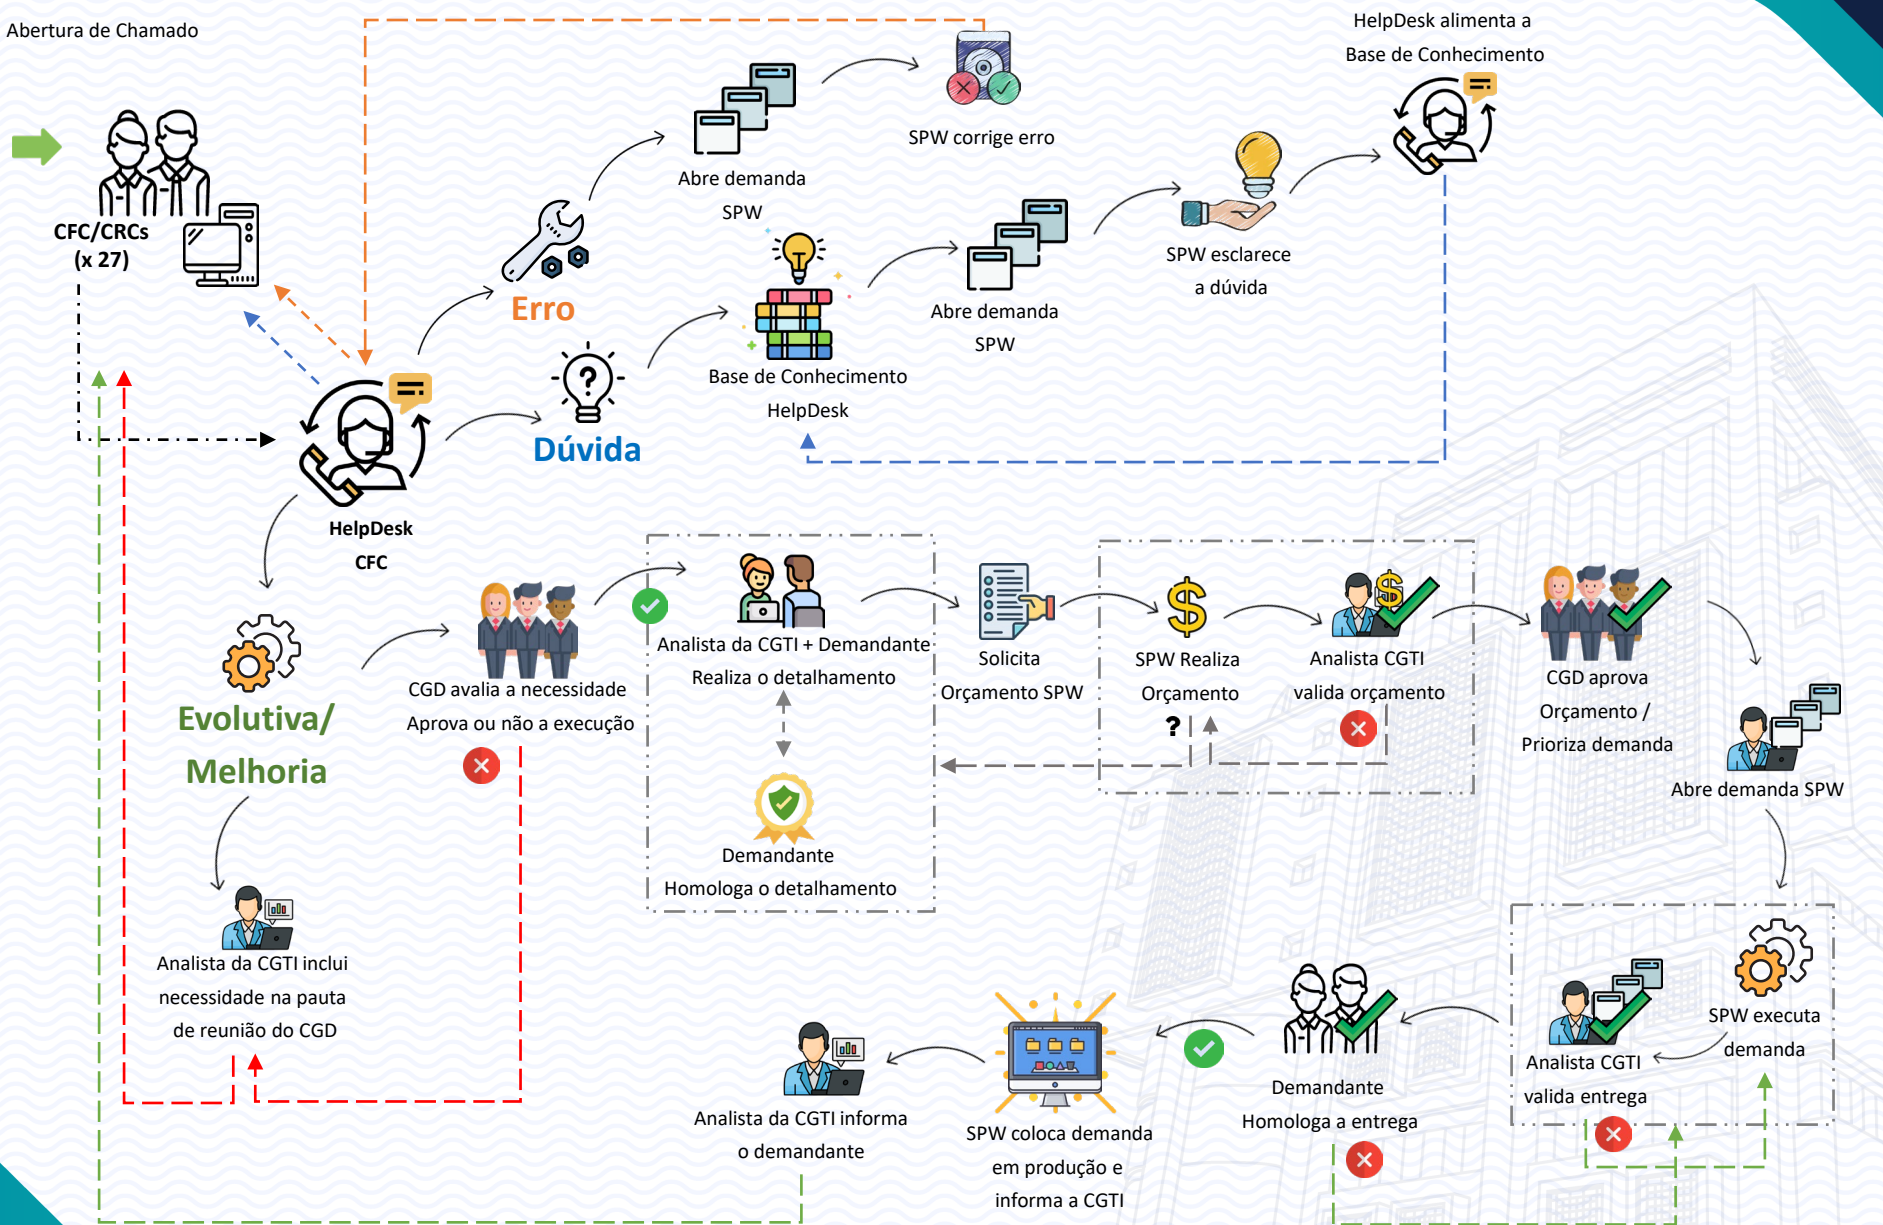 Abertura de Chamado
CFC/CRCs
(x 27)
HelpDesk
CFC
Erro
Abre demanda
SPW
SPW corrige erro
Dúvida
Base de Conhecimento
HelpDesk
Abre demanda
SPW
SPW esclarece
a dúvida
HelpDesk alimenta a
Base de Conhecimento
Evolutiva/
Melhoria
Analista da CGTI inclui
necessidade na pauta
de reunião do CGD
CGD avalia a necessidade
Aprova ou não a execução
Analista da CGTI + Demandante
Realiza o detalhamento
Demandante
Homologa o detalhamento
Solicita
Orçamento SPW
SPW Realiza
Orçamento
?
Analista CGTI
valida orçamento
CGD aprova
Orçamento /
Prioriza demanda
Abre demanda SPW
SPW executa
demanda
Analista CGTI
valida entrega
Demandante
Homologa a entrega
SPW coloca demanda
em produção e
informa a CGTI
Analista da CGTI informa
o demandante